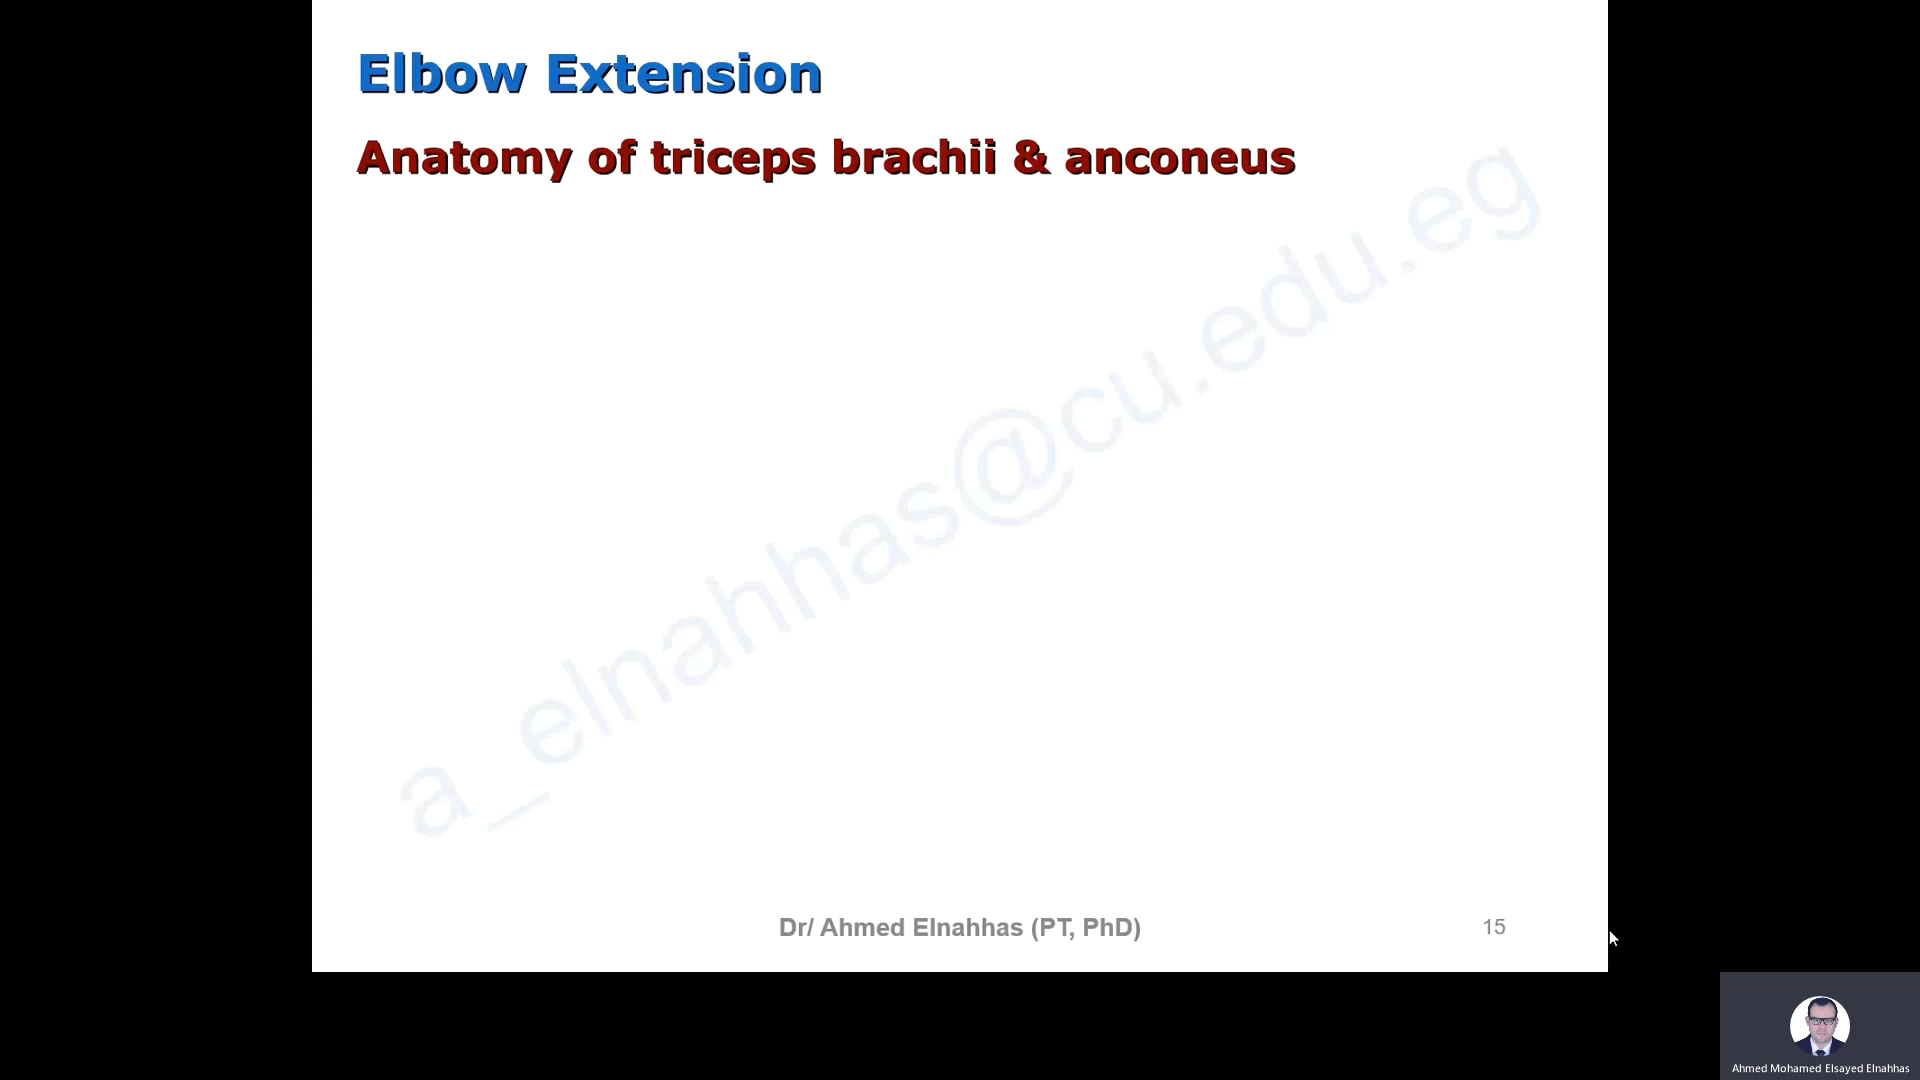 Elbow Extension
Anatomy of triceps brachii & anconeus
a_elnahhas@cu.edu.eg
Dr/ Ahmed Elnahhas (PT, PhD)
15
Ahmed Mohamed Elsayed Elnahhas